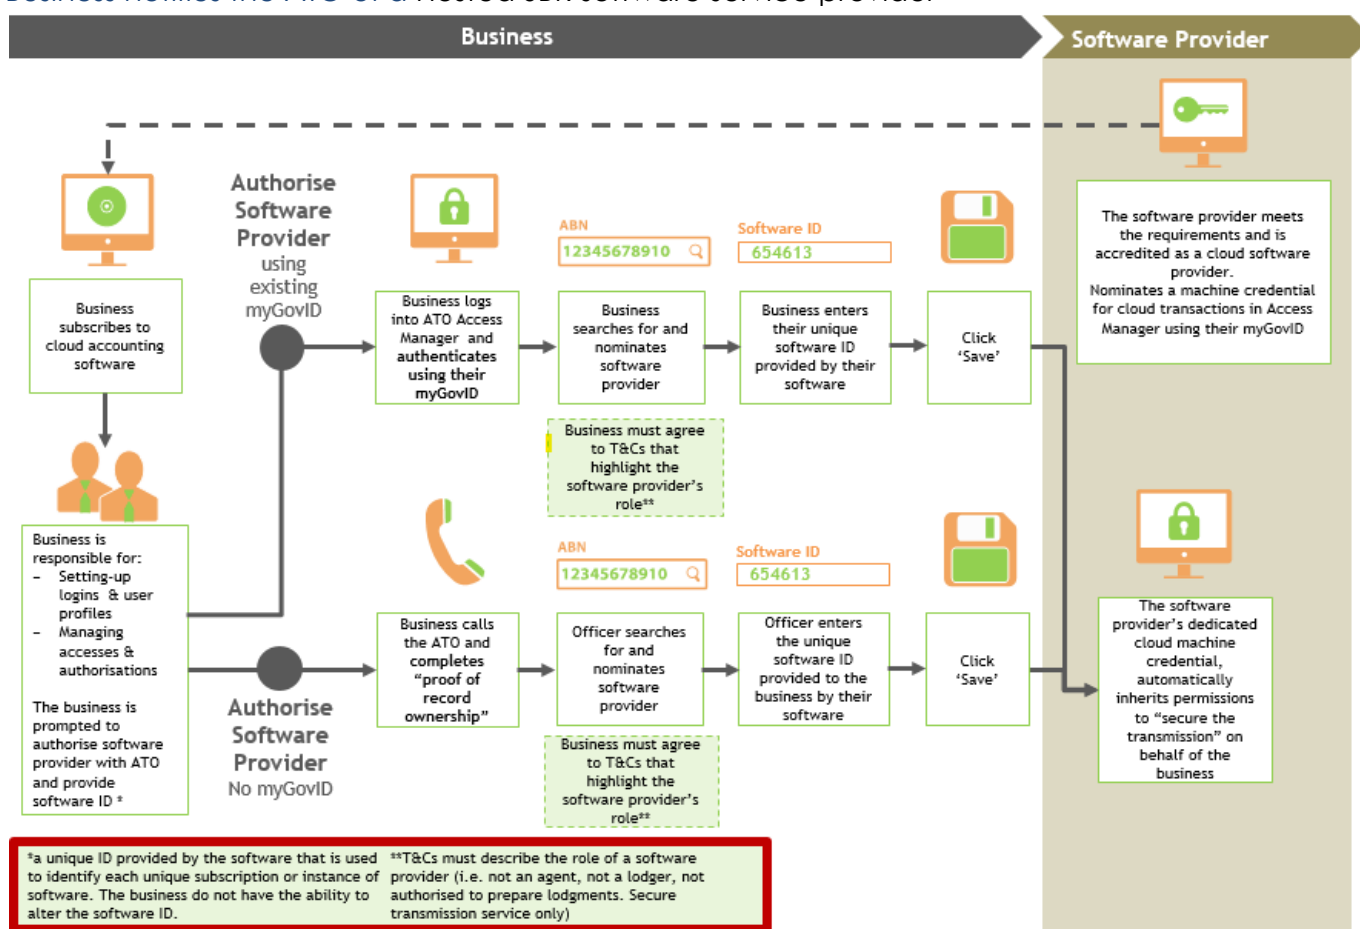 Business notifies the ATO of a hosted SBR software service provider
Business
Software Provider
Authorise
Software
Provider
using
existing
myGovID
ABN
12345678910
Software ID
654613
The software provider meets
the requirements and is
accredited as a cloud software
provider.
Nominates a machine credential
for cloud transactions in Access
Manager using their myGovID
Business
subscribes to
cloud accounting
software
Business logs
into ATO Access
Manager and
authenticates
using their
myGovID
Business
searches for and
nominates
software
provider
Business enters
their unique
software ID
provided by their
software
Click
‘Save’
Business must agree
to T&Cs that
highlight the
software provider’s
role**
Business is
responsible for:
– Setting-up
logins & user
profiles
– Managing
accesses &
authorisations
The business is
prompted to
authorise software
provider with ATO
and provide
software ID *
ABN
12345678910
Software ID
654613
Authorise
Software
Provider
No myGovID
Business calls
the ATO and
completes
“proof of
record
ownership”
Officer searches
for and
nominates
software
provider
Officer enters
the unique
software ID
provided to the
business by their
software
Click
‘Save’
The software
provider’s dedicated
cloud machine
credential,
automatically
inherits permissions
to “secure the
transmission” on
behalf of the
business
Business must agree
to T&Cs that
highlight the
software provider’s
role**
*a unique ID provided by the software that is used
to identify each unique subscription or instance of
software. The business do not have the ability to
alter the software ID.
**T&Cs must describe the role of a software
provider (i.e. not an agent, not a lodger, not
authorised to prepare lodgments. Secure
transmission service only)